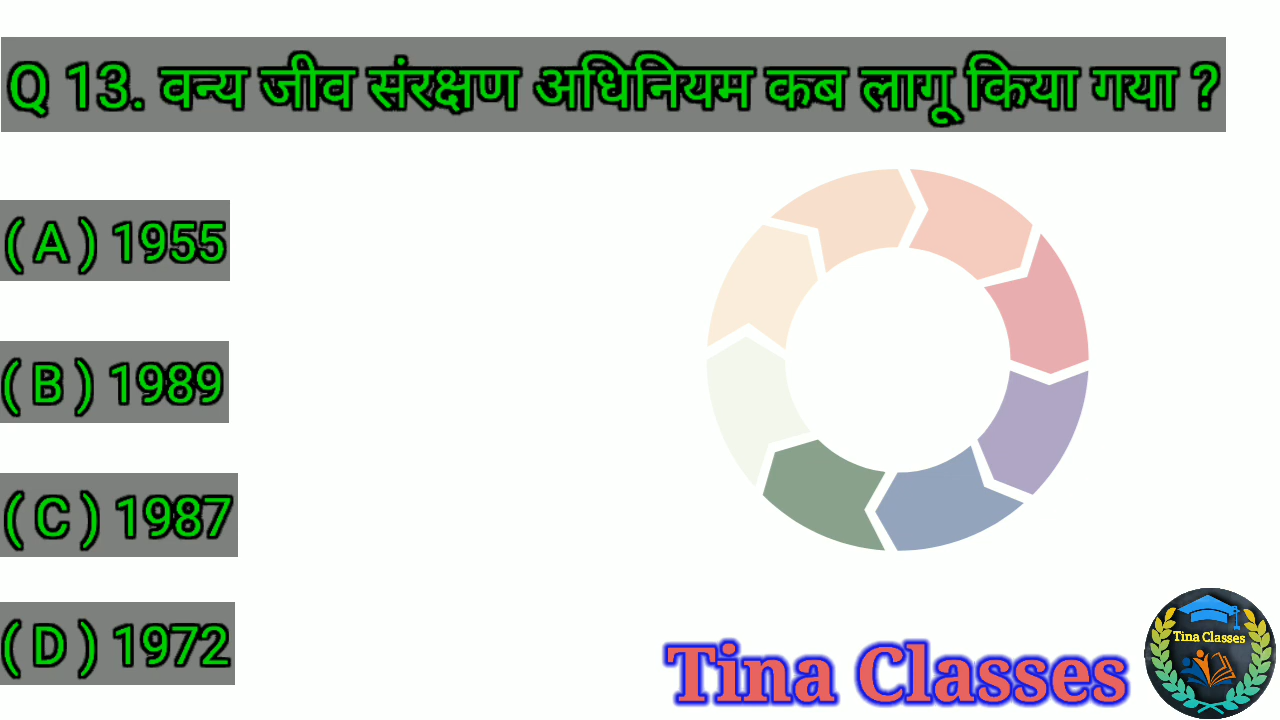 Q 13. वन्य जीव संरक्षण अधिनियम कब लागू किया गया ?
( A ) 1955
( B ) 1989
( C ) 1987
( D ) 1972
Tina Classes
Tina Classes